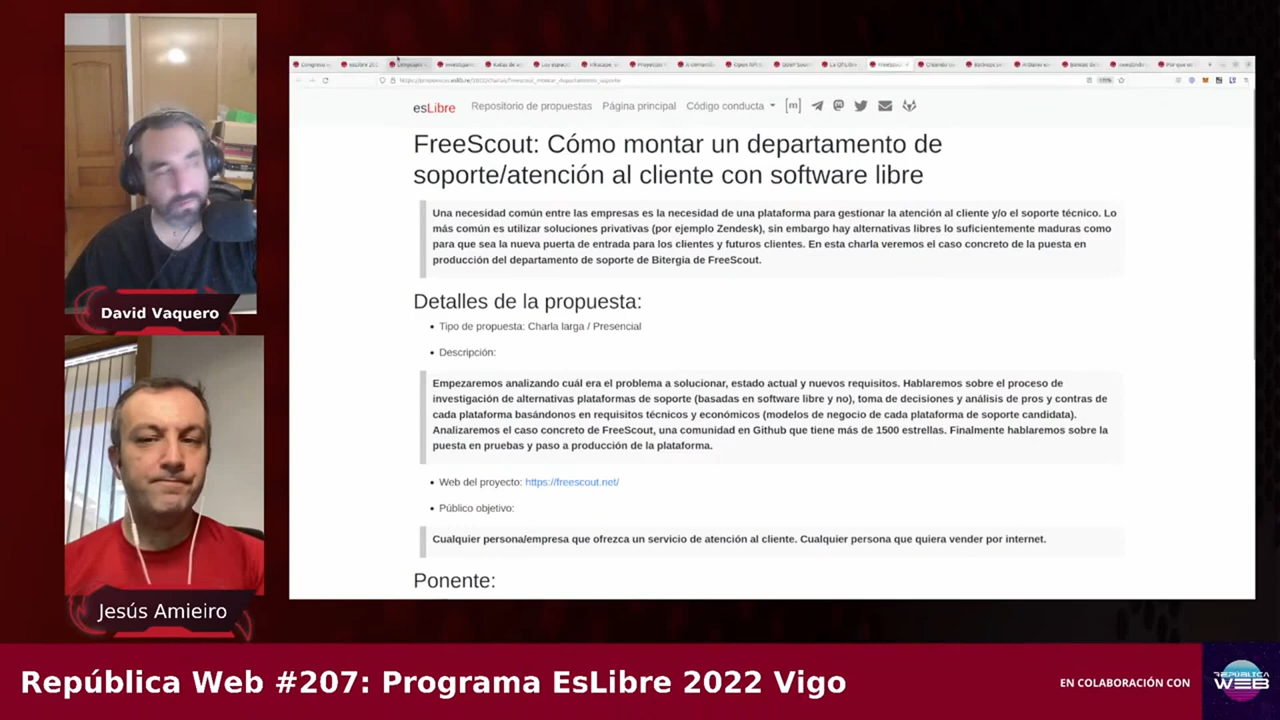 esLibre
Repositorio de propuestas
Página principal
Código conducta
[m]
FreeScout: Cómo montar un departamento de
soporte/atención al cliente con software libre
Una necesidad común entre las empresas es la necesidad de una plataforma para gestionar la atención al cliente y/o el soporte técnico. Lo
más común es utilizar soluciones privativas (por ejemplo Zendesk), sin embargo hay alternativas libres lo suficientemente maduras como
para que sea la nueva puerta de entrada para los clientes y futuros clientes. En esta charla veremos el caso concreto de la puesta en
producción del departamento de soporte de Bitergia de FreeScout.
Detalles de la propuesta:
Tipo de propuesta: Charla larga / Presencial
Descripción:
Empezaremos analizando cuál era el problema a solucionar, estado actual y nuevos requisitos. Hablaremos sobre el proceso de
investigación de alternativas plataformas de soporte (basadas en software libre y no), toma de decisiones y análisis de pros y contras de
cada plataforma basándonos en requisitos técnicos y económicos (modelos de negocio de cada plataforma de soporte candidata).
Analizaremos el caso concreto de FreeScout, una comunidad en Github que tiene más de 1500 estrellas. Finalmente hablaremos sobre la
puesta en pruebas y paso a producción de la plataforma.
Web del proyecto: https://freescout.net/
Público objetivo:
Cualquier persona/empresa que ofrezca un servicio de atención al cliente. Cualquier persona que quiera vender por internet.
Ponente:
David Vaquero
Jesús Amieiro
República Web #207: Programa EsLibre 2022 Vigo
EN COLABORACIÓN CON
REPÚBLICA
WEB